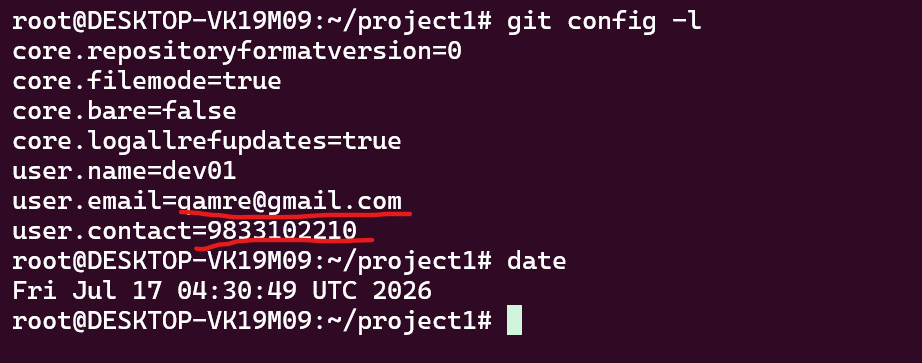 root@DESKTOP-VK19M09:~/project1# git config -l
core.repositoryformatversion=0
core.filemode=true
core.bare=false
core.logallrefupdates=true
user.name=dev01
user.email=qamre@gmail.com
user.contact=9833102210
root@DESKTOP-VK19M09:~/project1# date
Fri Jul 17 04:30:49 UTC 2026
root@DESKTOP-VK19M09:~/project1#